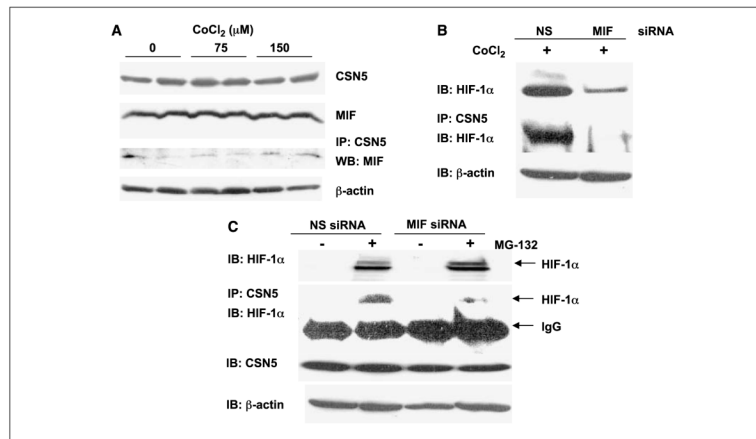 A
CoCl2 (μM)
0 75 150
CSN5
MIF
IP: CSN5
WB: MIF
β-actin
B
NS MIF siRNA
CoCl2 + +
IB: HIF-1α
IP: CSN5
IB: HIF-1α
IB: β-actin
C
NS siRNA MIF siRNA
- + - + MG-132
IB: HIF-1α HIF-1α
IP: CSN5
IB: HIF-1α
HIF-1α
IgG
IB: CSN5
IB: β-actin